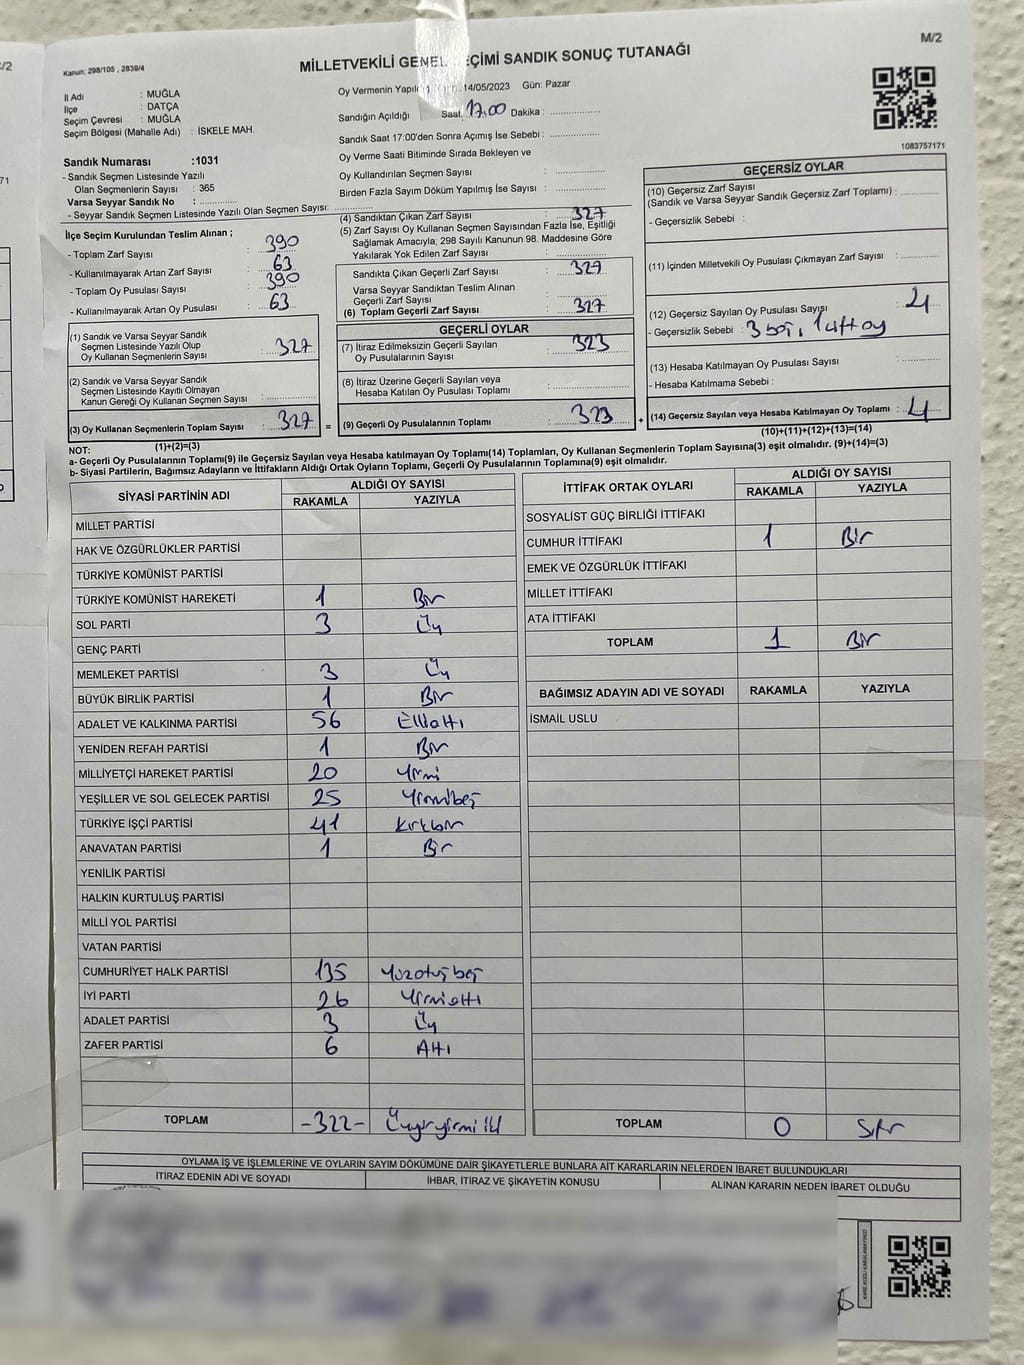 M/2
Kanun: 298/105 , 2839/4
MİLLETVEKİLİ GENEL SEÇİMİ SANDIK SONUÇ TUTANAĞI
İl Adı : MUĞLA
İlçe : DATÇA
Seçim Çevresi : MUĞLA
Seçim Bölgesi (Mahalle Adı) : İSKELE MAH.
Sandık Numarası :1031
- Sandık Seçmen Listesinde Yazılı
Olan Seçmenlerin Sayısı : 365
Varsa Seyyar Sandık No : ..............
- Seyyar Sandık Seçmen Listesinde Yazılı Olan Seçmen Sayısı: ..............
İlçe Seçim Kurulundan Teslim Alınan ;
- Toplam Zarf Sayısı : 390
- Kullanılmayarak Artan Zarf Sayısı : 63
- Toplam Oy Pusulası Sayısı : 390
- Kullanılmayarak Artan Oy Pusulası : 63
(1) Sandık ve Varsa Seyyar Sandık
Seçmen Listesinde Yazılı Olup
Oy Kullanan Seçmenlerin Sayısı : 327
(2) Sandık ve Varsa Seyyar Sandık
Seçmen Listesinde Kayıtlı Olmayan
Kanun Gereği Oy Kullanan Seçmen Sayısı : ..............
(3) Oy Kullanan Seçmenlerin Toplam Sayısı : 327
(1)+(2)=(3)
Oy Vermenin 14/05/2023 Gün: Pazar
Sandığın Açıldığı Saat: 17,00 Dakika : ..............
Sandık Saat 17:00'den Sonra Açımış İse Sebebi : ..............
Oy Verme Saati Bitiminde Sırada Bekleyen ve
Oy Kullandırılan Seçmen Sayısı : ..............
Birden Fazla Sayım Döküm Yapılmış İse Sayısı : ..............
(4) Sandıktan Çıkan Zarf Sayısı : 327
(5) Zarf Sayısı Oy Kullanan Seçmen Sayısından Fazla İse, Eşitliği
Sağlamak Amacıyla; 298 Sayılı Kanunun 98. Maddesine Göre
Yakılarak Yok Edilen Zarf Sayısı : ..............
Sandıkta Çıkan Geçerli Zarf Sayısı : 327
Varsa Seyyar Sandıktan Teslim Alınan
Geçerli Zarf Sayısı : ..............
(6) Toplam Geçerli Zarf Sayısı : 327
GEÇERLİ OYLAR
(7) İtiraz Edilmeksizin Geçerli Sayılan
Oy Pusulalarının Sayısı : 323
(8) İtiraz Üzerine Geçerli Sayılan veya
Hesaba Katılan Oy Pusulası Toplamı : ..............
= (9) Geçerli Oy Pusulalarının Toplamı : 323 +
1083757171
GEÇERSİZ OYLAR
(10) Geçersiz Zarf Sayısı
(Sandık ve Varsa Seyyar Sandık Geçersiz Zarf Toplamı) : ..............
- Geçersizlik Sebebi :
(11) İçinden Milletvekili Oy Pusulası Çıkmayan Zarf Sayısı : ..............
(12) Geçersiz Sayılan Oy Pusulası Sayısı : 4
- Geçersizlik Sebebi : 3 boş, 1 çift oy
(13) Hesaba Katılmayan Oy Pusulası Sayısı : ..............
- Hesaba Katılmama Sebebi :
(14) Geçersiz Sayılan veya Hesaba Katılmayan Oy Toplamı : 4
(10)+(11)+(12)+(13)=(14)
NOT:
a- Geçerli Oy Pusulalarının Toplamı(9) ile Geçersiz Sayılan veya Hesaba katılmayan Oy Toplamı(14) Toplamları, Oy Kullanan Seçmenlerin Toplam Sayısına(3) eşit olmalıdır. (9)+(14)=(3)
b- Siyasi Partilerin, Bağımsız Adayların ve İttifakların Aldığı Ortak Oyların Toplamı, Geçerli Oy Pusulalarının Toplamına(9) eşit olmalıdır.
SİYASİ PARTİNİN ADI ALDIĞI OY SAYISI
RAKAMLA YAZIYLA
MİLLET PARTİSİ
HAK VE ÖZGÜRLÜKLER PARTİSİ
TÜRKİYE KOMÜNİST PARTİSİ
TÜRKİYE KOMÜNİST HAREKETİ 1 Bir
SOL PARTİ 3 Üç
GENÇ PARTİ
MEMLEKET PARTİSİ 3 Üç
BÜYÜK BİRLİK PARTİSİ 1 Bir
ADALET VE KALKINMA PARTİSİ 56 Ellialtı
YENİDEN REFAH PARTİSİ 1 Bir
MİLLİYETÇİ HAREKET PARTİSİ 20 Yirmi
YEŞİLLER VE SOL GELECEK PARTİSİ 25 Yirmibeş
TÜRKİYE İŞÇİ PARTİSİ 41 Kırkbir
ANAVATAN PARTİSİ 1 Bir
YENİLİK PARTİSİ
HALKIN KURTULUŞ PARTİSİ
MİLLİ YOL PARTİSİ
VATAN PARTİSİ
CUMHURİYET HALK PARTİSİ 135 Yüzotuzbeş
İYİ PARTİ 26 Yirmialtı
ADALET PARTİSİ 3 Üç
ZAFER PARTİSİ 6 Altı
TOPLAM -322- Üçyüzyirmi iki
İTTİFAK ORTAK OYLARI ALDIĞI OY SAYISI
RAKAMLA YAZIYLA
SOSYALİST GÜÇ BİRLİĞİ İTTİFAKI
CUMHUR İTTİFAKI 1 Bir
EMEK VE ÖZGÜRLÜK İTTİFAKI
MİLLET İTTİFAKI
ATA İTTİFAKI
TOPLAM 1 Bir
BAĞIMSIZ ADAYIN ADI VE SOYADI RAKAMLA YAZIYLA
İSMAİL USLU
TOPLAM 0 Sıfır
OYLAMA İŞ VE İŞLEMLERİNE VE OYLARIN SAYIM DÖKÜMÜNE DAİR ŞİKAYETLERLE BUNLARA AİT KARARLARIN NELERDEN İBARET BULUNDUKLARI
İTİRAZ EDENİN ADI VE SOYADI İHBAR, İTİRAZ VE ŞİKAYETİN KONUSU ALINAN KARARIN NEDEN İBARET OLDUĞU